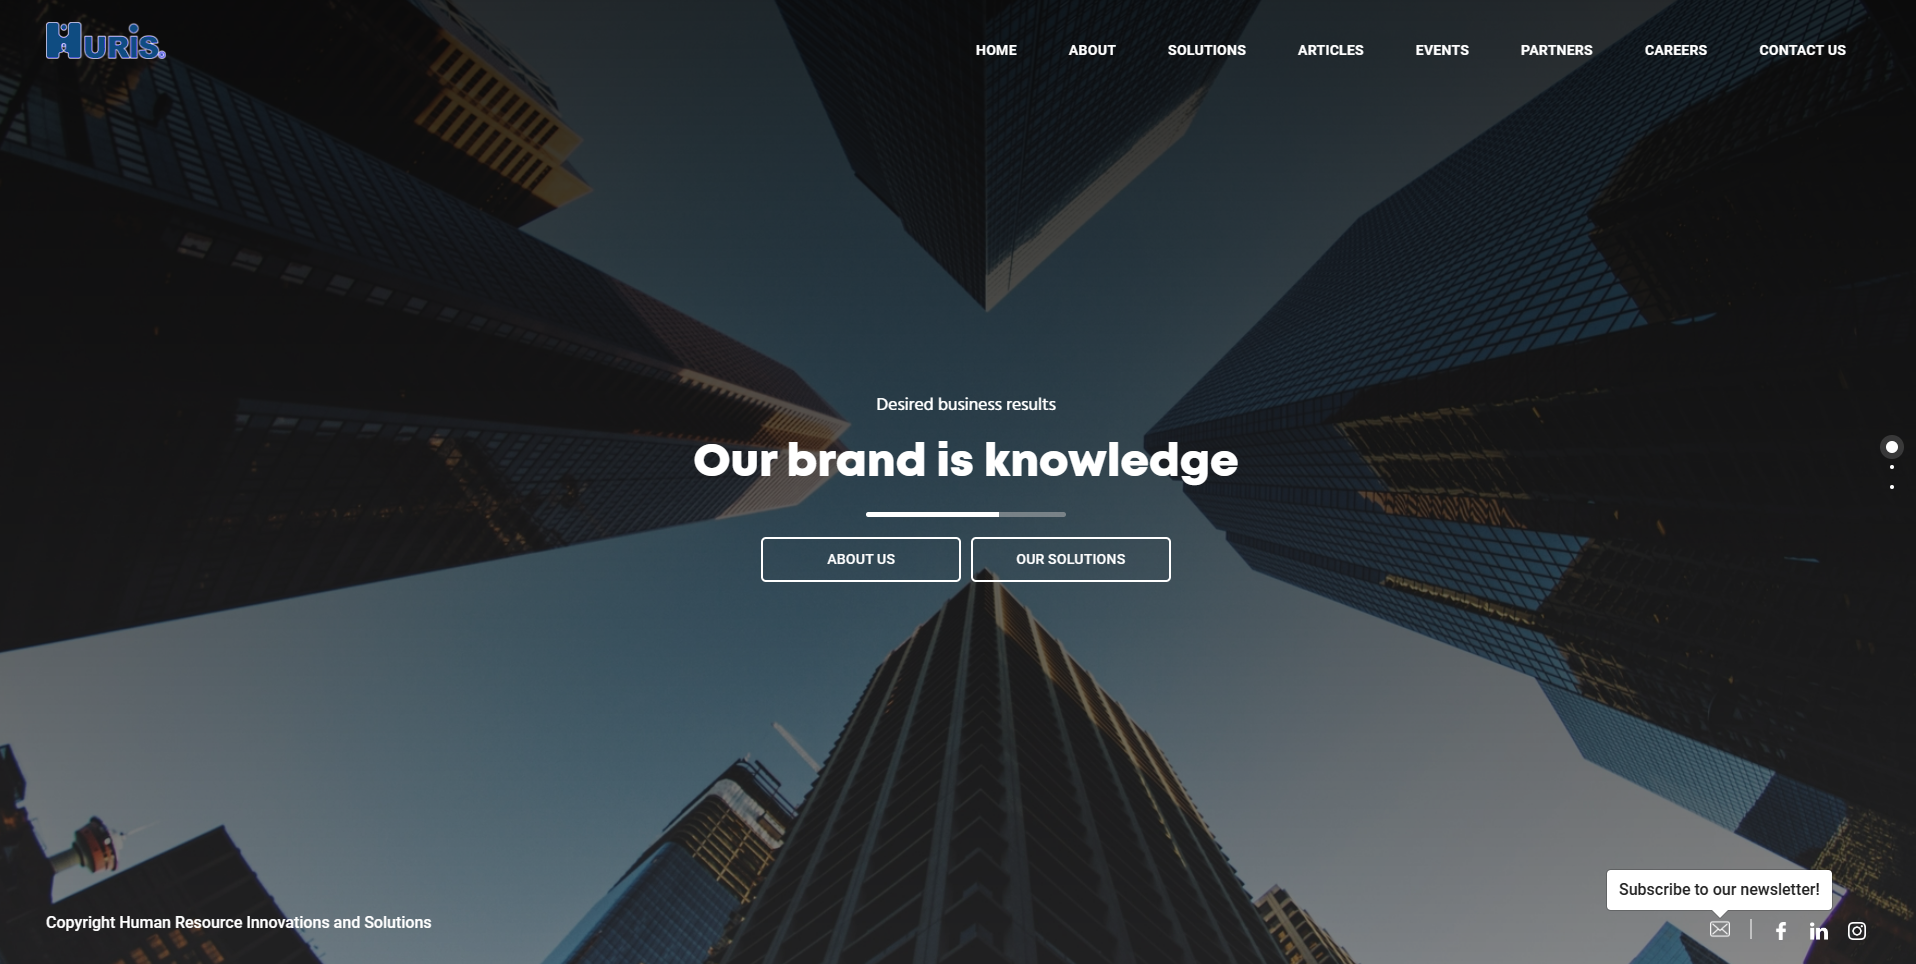 HURiS
HOME ABOUT SOLUTIONS ARTICLES EVENTS PARTNERS CAREERS CONTACT US
Desired business results
Our brand is knowledge
ABOUT US OUR SOLUTIONS
Subscribe to our newsletter!
Copyright Human Resource Innovations and Solutions